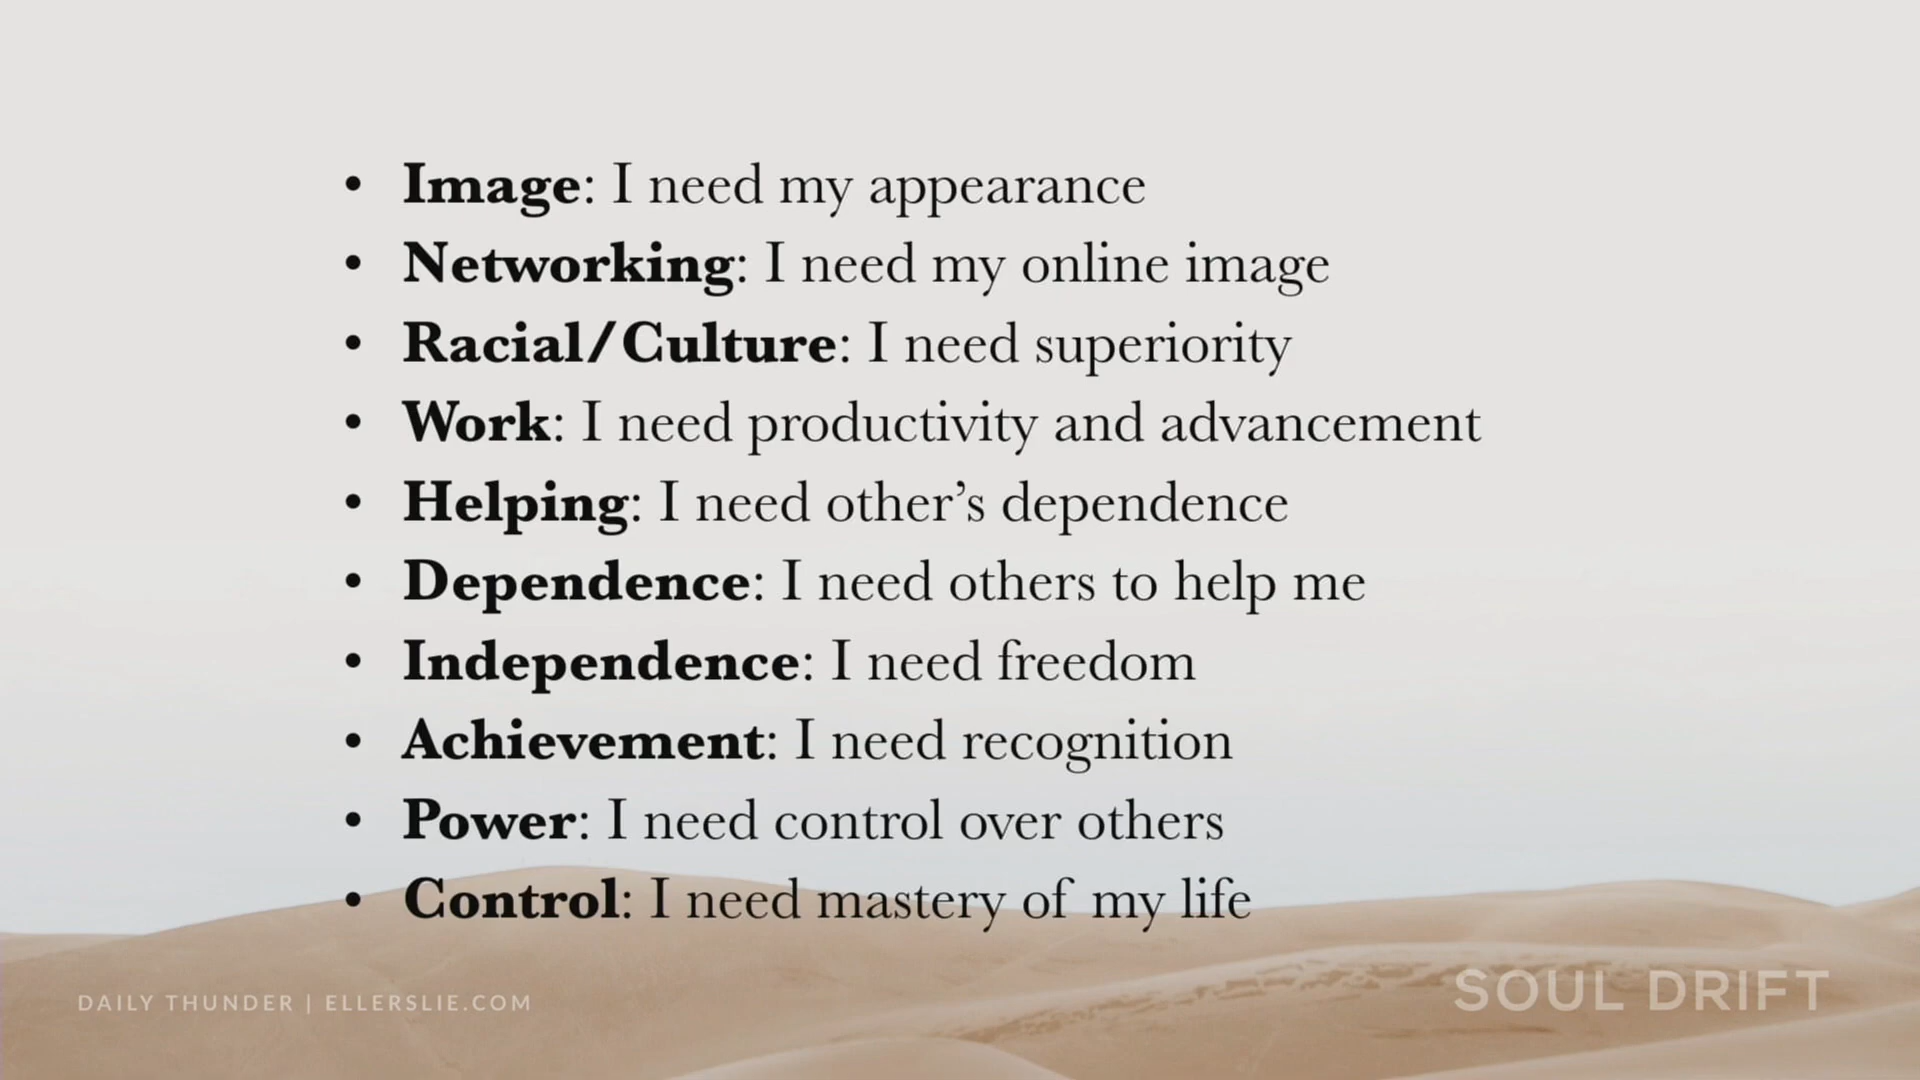 • Image: I need my appearance
• Networking: I need my online image
• Racial/Culture: I need superiority
• Work: I need productivity and advancement
• Helping: I need other’s dependence
• Dependence: I need others to help me
• Independence: I need freedom
• Achievement: I need recognition
• Power: I need control over others
• Control: I need mastery of my life
DAILY THUNDER | ELLERSLIE.COM
SOUL DRIFT